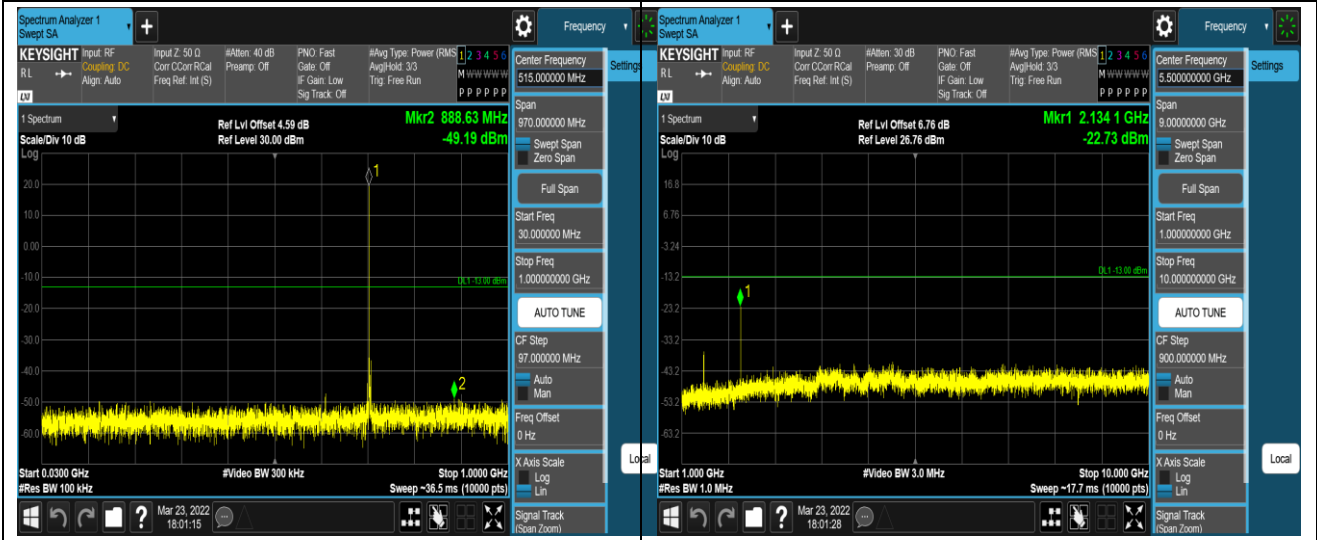 Spectrum Analyzer 1
Swept SA
+
Frequency
KEYSIGHT
RL
LXI
Input: RF
Coupling: DC
Align: Auto
Input Z: 50 Ω
Corr CCorr RCal
Freq Ref: Int (S)
#Atten: 40 dB
Preamp: Off
PNO: Fast
Gate: Off
IF Gain: Low
Sig Track: Off
#Avg Type: Power (RMS
Avg|Hold: 3/3
Trig: Free Run
1 2 3 4 5 6
M W W W W W
P P P P P P
Center Frequency
515.000000 MHz
Settings
Span
970.000000 MHz
Swept Span
Zero Span
Full Span
Start Freq
30.000000 MHz
Stop Freq
1.000000000 GHz
AUTO TUNE
CF Step
97.000000 MHz
Auto
Man
Freq Offset
0 Hz
X Axis Scale
Log
Lin
Signal Track
(Span Zoom)
Local
1 Spectrum
Scale/Div 10 dB
Log
Ref Lvl Offset 4.59 dB
Ref Level 30.00 dBm
Mkr2 888.63 MHz
-49.19 dBm
1
20.0
10.0
0.00
-10.0
DL1 -13.00 dBm
-20.0
-30.0
-40.0
2
-50.0
-60.0
Start 0.0300 GHz
#Res BW 100 kHz
#Video BW 300 kHz
Stop 1.0000 GHz
Sweep ~36.5 ms (10000 pts)
?
Mar 23, 2022
18:01:15
Spectrum Analyzer 1
Swept SA
+
Frequency
KEYSIGHT
RL
LXI
Input: RF
Coupling: DC
Align: Auto
Input Z: 50 Ω
Corr CCorr RCal
Freq Ref: Int (S)
#Atten: 30 dB
Preamp: Off
PNO: Fast
Gate: Off
IF Gain: Low
Sig Track: Off
#Avg Type: Power (RMS
Avg|Hold: 3/3
Trig: Free Run
1 2 3 4 5 6
M W W W W W
P P P P P P
Center Frequency
5.500000000 GHz
Settings
Span
9.00000000 GHz
Swept Span
Zero Span
Full Span
Start Freq
1.000000000 GHz
Stop Freq
10.000000000 GHz
AUTO TUNE
CF Step
900.000000 MHz
Auto
Man
Freq Offset
0 Hz
X Axis Scale
Log
Lin
Signal Track
(Span Zoom)
Local
1 Spectrum
Scale/Div 10 dB
Log
Ref Lvl Offset 6.76 dB
Ref Level 26.76 dBm
Mkr1 2.134 1 GHz
-22.73 dBm
16.8
6.76
-3.24
-13.2
DL1 -13.00 dBm
1
-23.2
-33.2
-43.2
-53.2
-63.2
Start 1.000 GHz
#Res BW 1.0 MHz
#Video BW 3.0 MHz
Stop 10.000 GHz
Sweep ~17.7 ms (10000 pts)
?
Mar 23, 2022
18:01:28